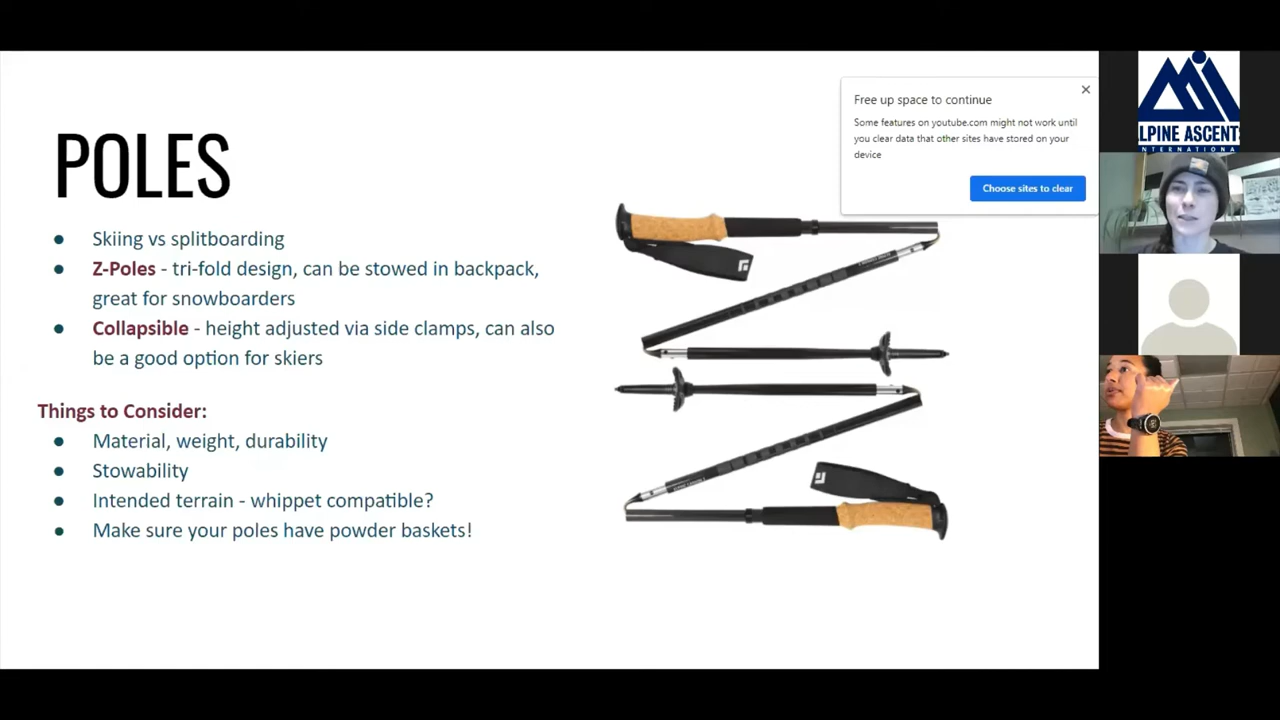 POLES
● Skiing vs splitboarding
● Z-Poles - tri-fold design, can be stowed in backpack,
great for snowboarders
● Collapsible - height adjusted via side clamps, can also
be a good option for skiers
Things to Consider:
● Material, weight, durability
● Stowability
● Intended terrain - whippet compatible?
● Make sure your poles have powder baskets!
Free up space to continue
Some features on youtube.com might not work until
you clear data that other sites have stored on your
device
Choose sites to clear
ALPINE ASCENTS
INTERNATIONAL